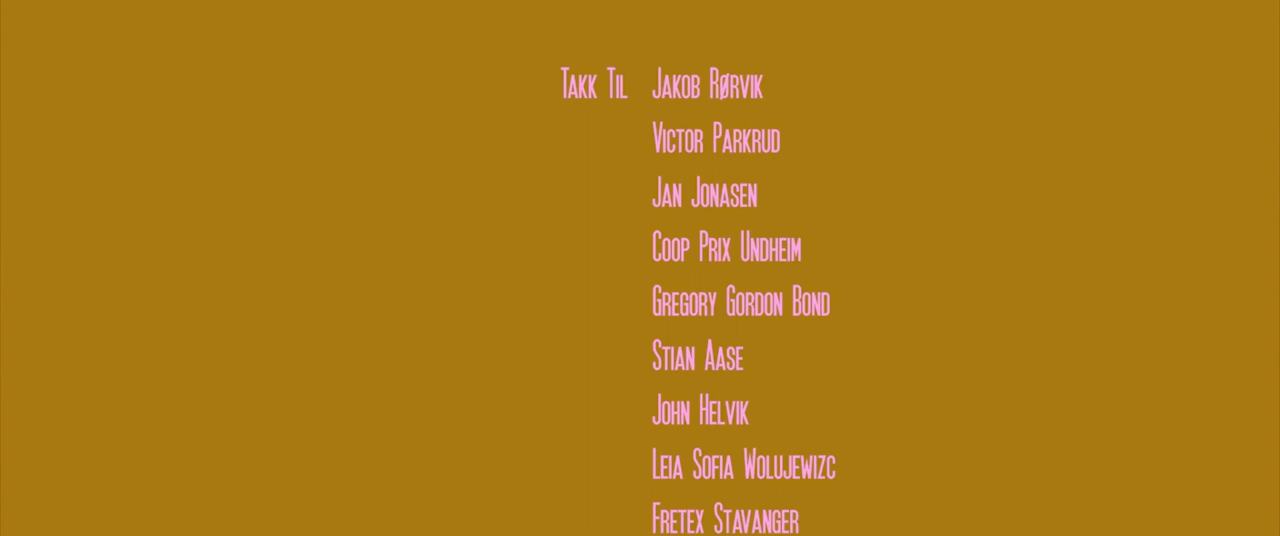 Takk Til Jakob Rørvik
Victor Parkrud
Jan Jonasen
Coop Prix Undheim
Gregory Gordon Bond
Stian Aase
John Helvik
Leia Sofia Wolujewizc
Fretex Stavanger